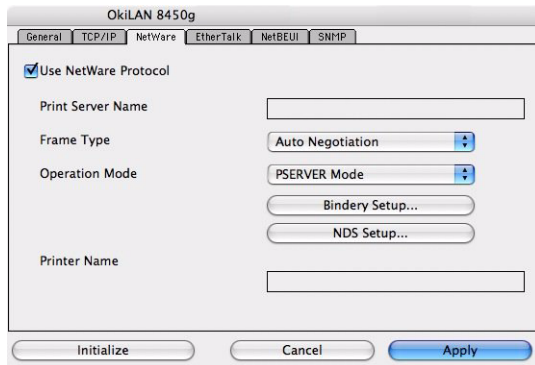 OkiLAN 8450g
General TCP/IP NetWare EtherTalk NetBEUI SNMP
Use NetWare Protocol
Print Server Name
Frame Type Auto Negotiation
Operation Mode PSERVER Mode
Bindery Setup...
NDS Setup...
Printer Name
Initialize Cancel Apply